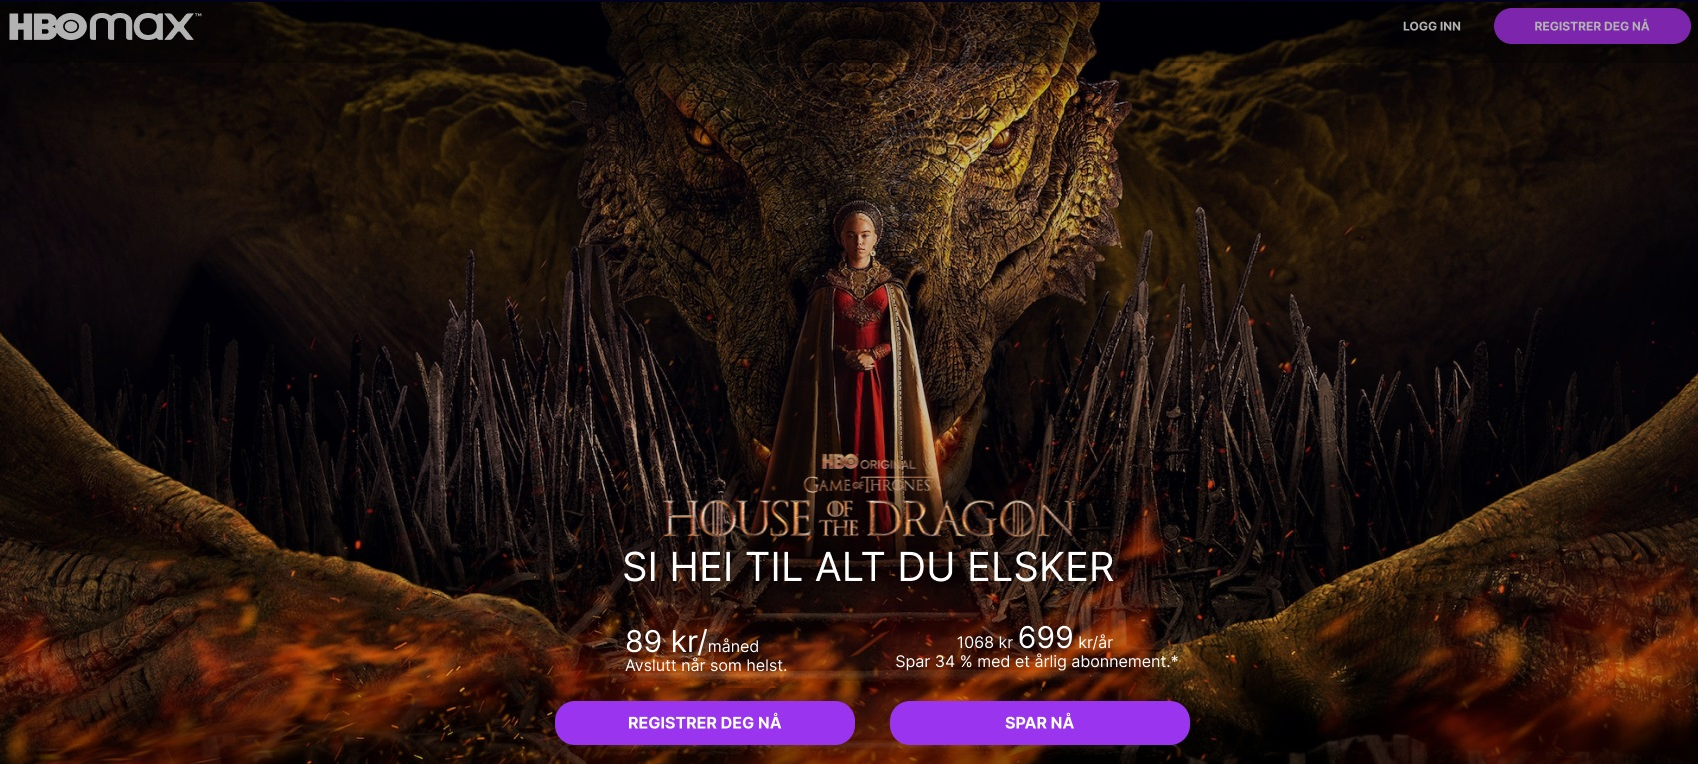 HBOmax™
LOGG INN
REGISTRER DEG NÅ
HBO ORIGINAL
GAME OF THRONES
HOUSE OF THE DRAGON
SI HEI TIL ALT DU ELSKER
89 kr/måned
Avslutt når som helst.
1068 kr 699 kr/år
Spar 34 % med et årlig abonnement.*
REGISTRER DEG NÅ
SPAR NÅ